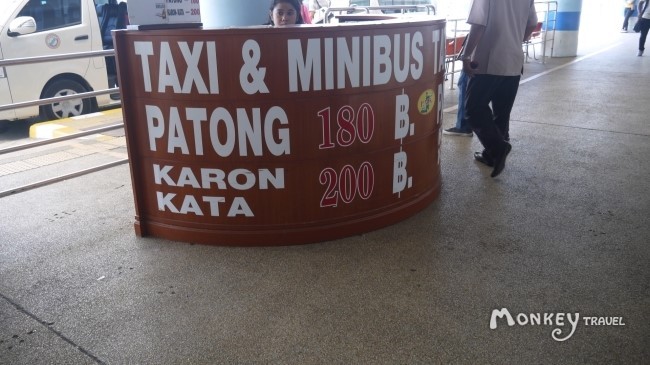 TAXI & MINIBUS
PATONG 180 ฿.
KARON
KATA 200 ฿.
MONKEY TRAVEL